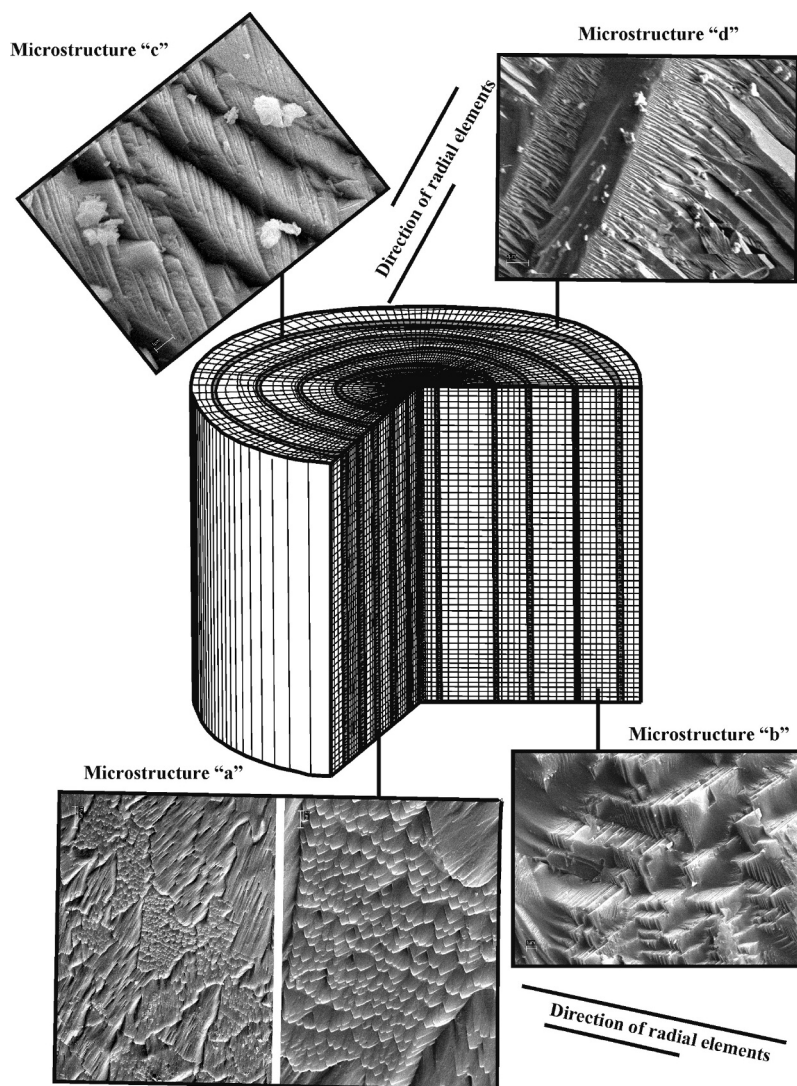 Microstructure “c”
Microstructure “d”
Direction of radial elements
Microstructure “b”
Microstructure “a”
Direction of radial elements